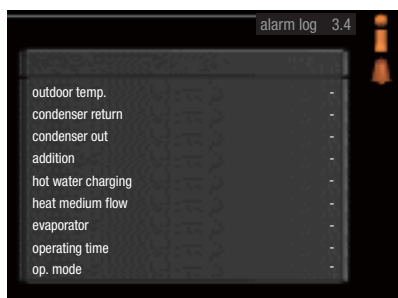 alarm log 3.4
outdoor temp. -
condenser return -
condenser out -
addition -
hot water charging -
heat medium flow -
evaporator -
operating time -
op. mode -